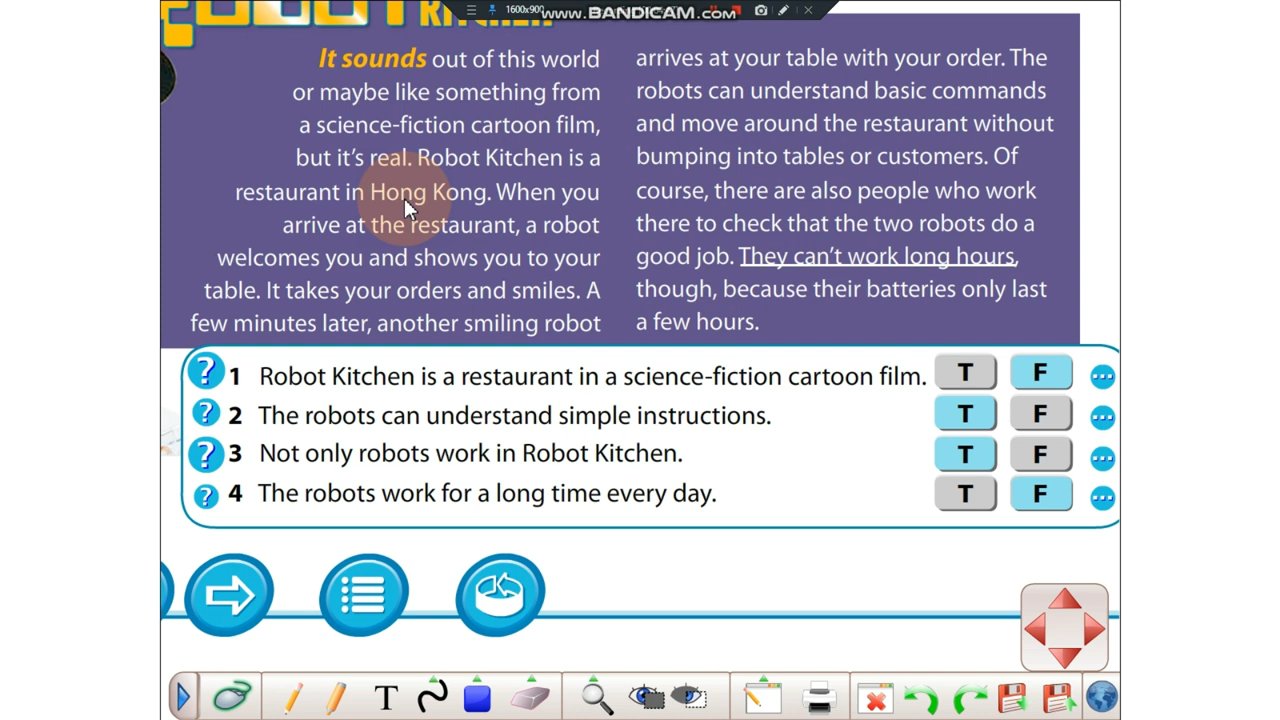 1600x900
www.BANDICAM.com
It sounds out of this world
or maybe like something from
a science-fiction cartoon film,
but it's real. Robot Kitchen is a
restaurant in Hong Kong. When you
arrive at the restaurant, a robot
welcomes you and shows you to your
table. It takes your orders and smiles. A
few minutes later, another smiling robot
arrives at your table with your order. The
robots can understand basic commands
and move around the restaurant without
bumping into tables or customers. Of
course, there are also people who work
there to check that the two robots do a
good job. They can't work long hours,
though, because their batteries only last
a few hours.
? 1 Robot Kitchen is a restaurant in a science-fiction cartoon film. T F
? 2 The robots can understand simple instructions. T F
? 3 Not only robots work in Robot Kitchen. T F
? 4 The robots work for a long time every day. T F
T